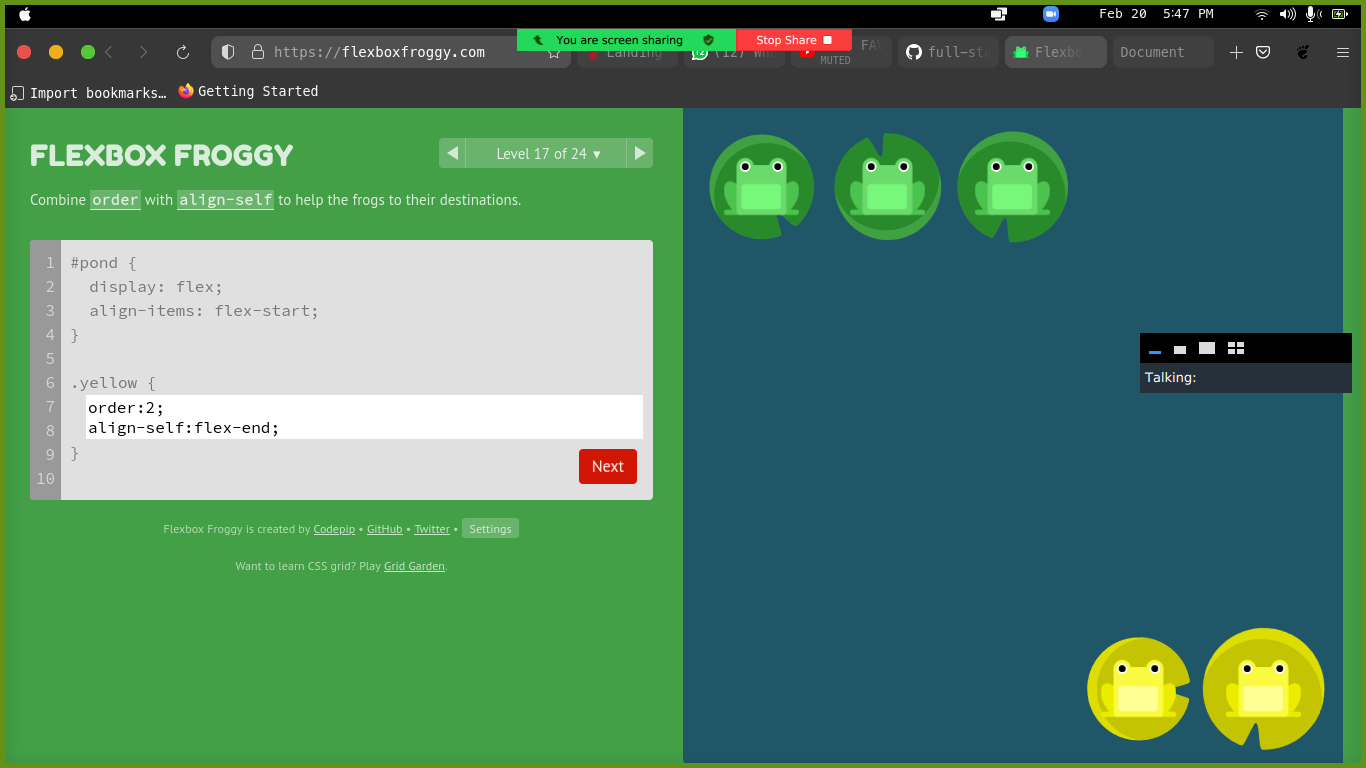 Feb 20 5:47 PM
https://flexboxfroggy.com
You are screen sharing
Stop Share
Landing
(12) Wh
FAV
MUTED
full-st
Flexb
Document
Import bookmarks…
Getting Started
FLEXBOX FROGGY
Level 17 of 24 ▾
Combine order with align-self to help the frogs to their destinations.
1 #pond {
2 display: flex;
3 align-items: flex-start;
4 }
5
6 .yellow {
7 order:2;
8 align-self:flex-end;
9 }
10
Next
Flexbox Froggy is created by Codepip • GitHub • Twitter • Settings
Want to learn CSS grid? Play Grid Garden.
Talking: